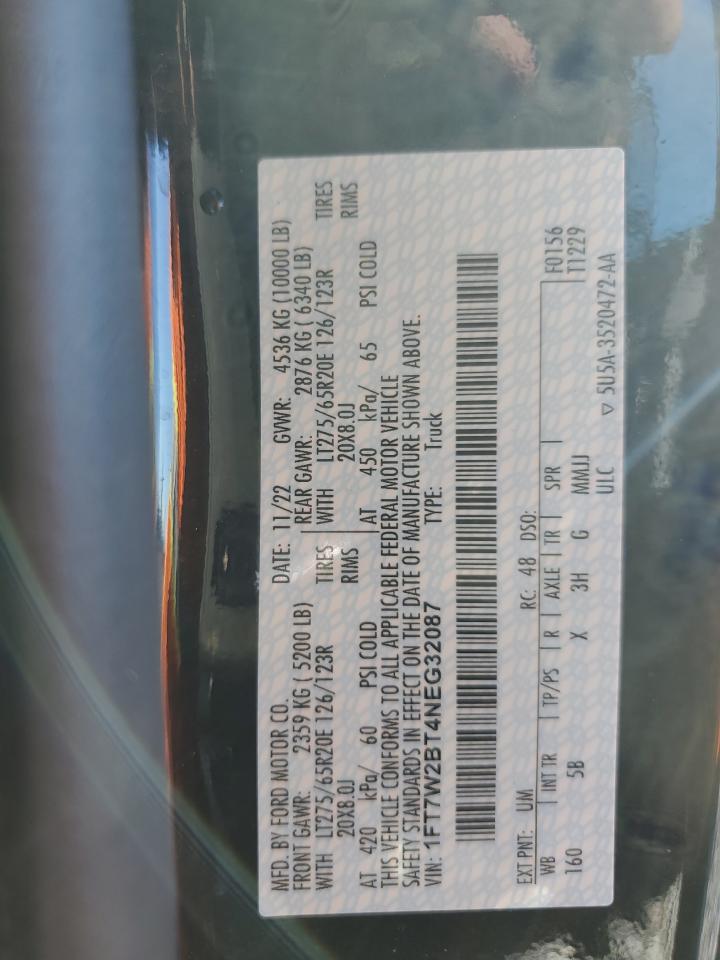 MFD. BY FORD MOTOR CO. DATE: 11/22 GVWR: 4536 KG (10000 LB)
FRONT GAWR: 2359 KG ( 5200 LB) REAR GAWR: 2876 KG ( 6340 LB)
WITH LT275/65R20E 126/123R TIRES WITH LT275/65R20E 126/123R TIRES
20X8.0J RIMS 20X8.0J RIMS
AT 420 kPa/ 60 PSI COLD AT 450 kPa/ 65 PSI COLD
THIS VEHICLE CONFORMS TO ALL APPLICABLE FEDERAL MOTOR VEHICLE
SAFETY STANDARDS IN EFFECT ON THE DATE OF MANUFACTURE SHOWN ABOVE.
VIN: 1FT7W2BT4NEG32087 TYPE: Truck
EXT PNT: UM RC: 48 DSO:
WB INT TR TP/PS R AXLE TR SPR F0156
160 5B X 3H G MMJJ T1229
ULC ▽ 5U5A-3520472-AA